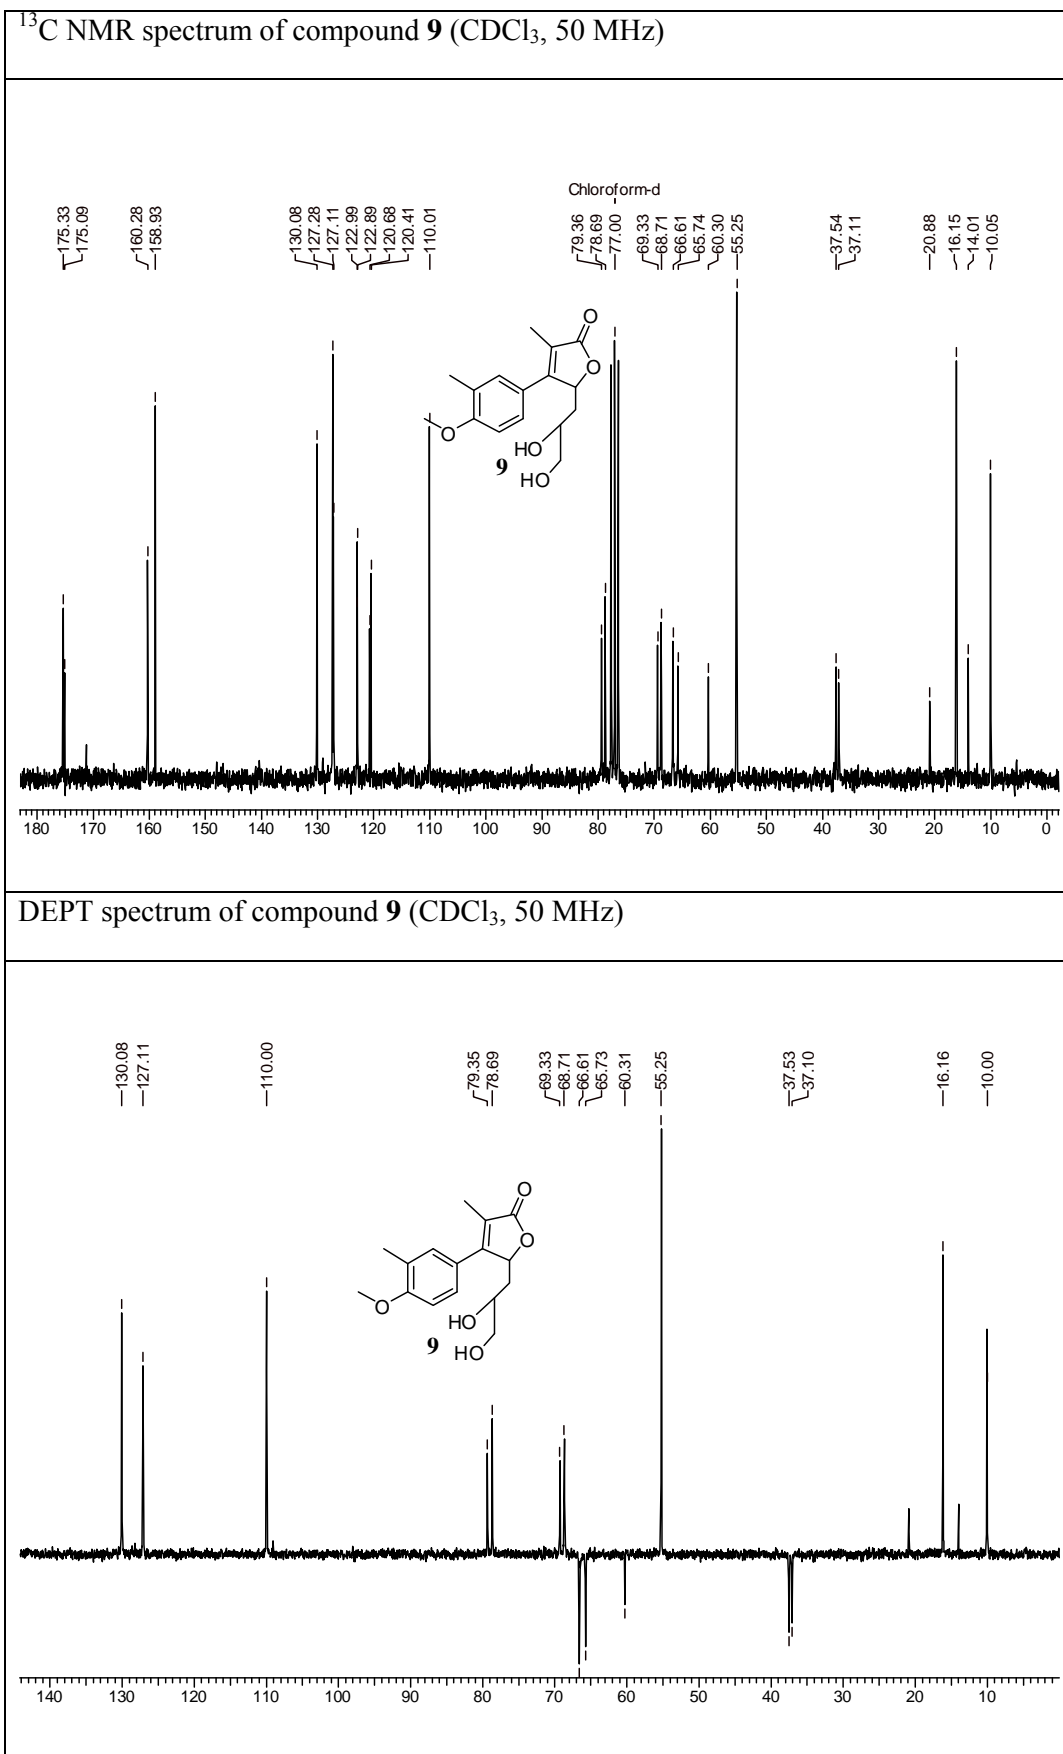 13C NMR spectrum of compound 9 (CDCl3, 50 MHz)
Chloroform-d
175.33
175.09
160.28
158.93
130.08
127.28
127.11
122.99
122.89
120.68
120.41
110.01
79.36
78.69
77.00
69.33
68.71
66.61
65.74
60.30
55.25
37.54
37.11
20.88
16.15
14.01
10.05
O
O
O
HO
9
HO
180 170 160 150 140 130 120 110 100 90 80 70 60 50 40 30 20 10 0
DEPT spectrum of compound 9 (CDCl3, 50 MHz)
130.08
127.11
110.00
79.35
78.69
69.33
68.71
66.61
65.73
60.31
55.25
37.53
37.10
16.16
10.00
O
O
O
HO
9
HO
140 130 120 110 100 90 80 70 60 50 40 30 20 10